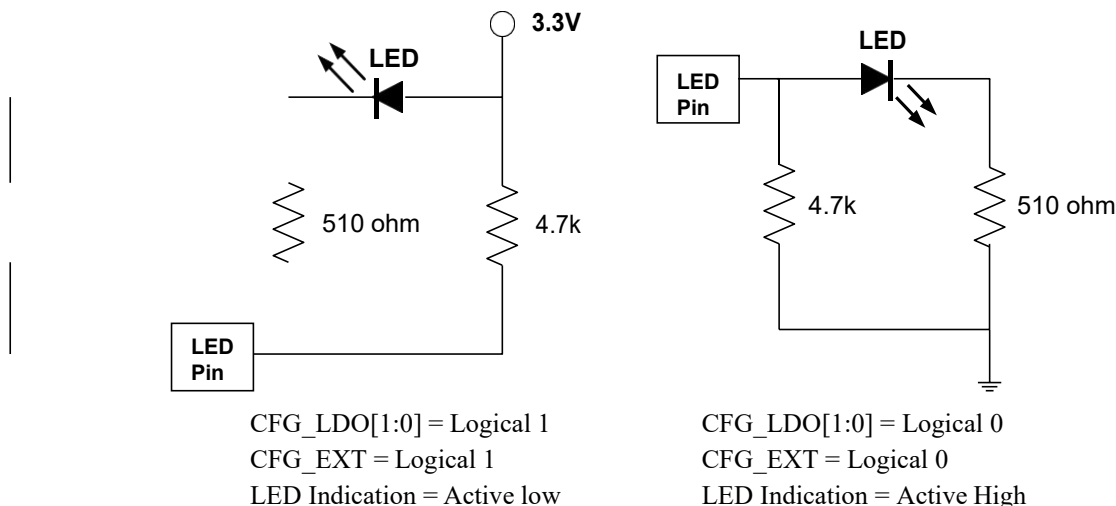 3.3V
LED
510 ohm
4.7k
LED
Pin
CFG_LDO[1:0] = Logical 1
CFG_EXT = Logical 1
LED Indication = Active low
LED
LED
Pin
4.7k
510 ohm
CFG_LDO[1:0] = Logical 0
CFG_EXT = Logical 0
LED Indication = Active High